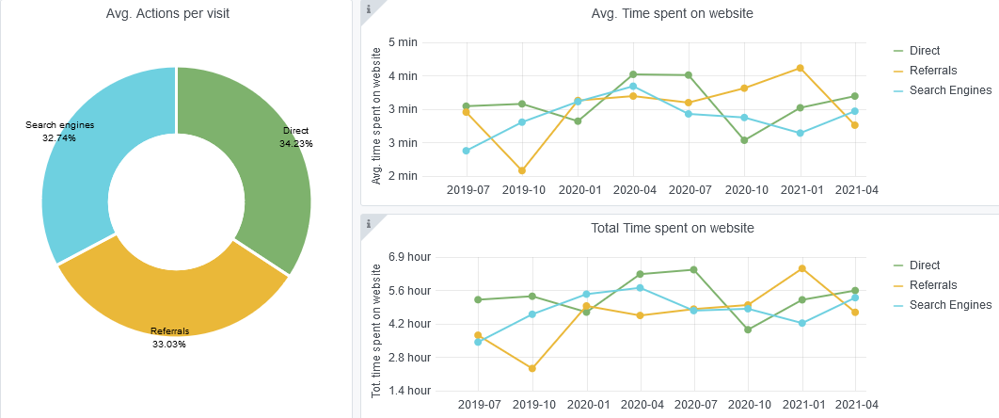 Avg. Actions per visit
Search engines
32.74%
Direct
34.23%
Referrals
33.03%
i
Avg. Time spent on website
Avg. time spent on website
5 min
4 min
3 min
3 min
2 min
2019-07 2019-10 2020-01 2020-04 2020-07 2020-10 2021-01 2021-04
Direct
Referrals
Search Engines
i
Total Time spent on website
Tot. time spent on website
6.9 hour
5.6 hour
4.2 hour
2.8 hour
1.4 hour
2019-07 2019-10 2020-01 2020-04 2020-07 2020-10 2021-01 2021-04
Direct
Referrals
Search Engines